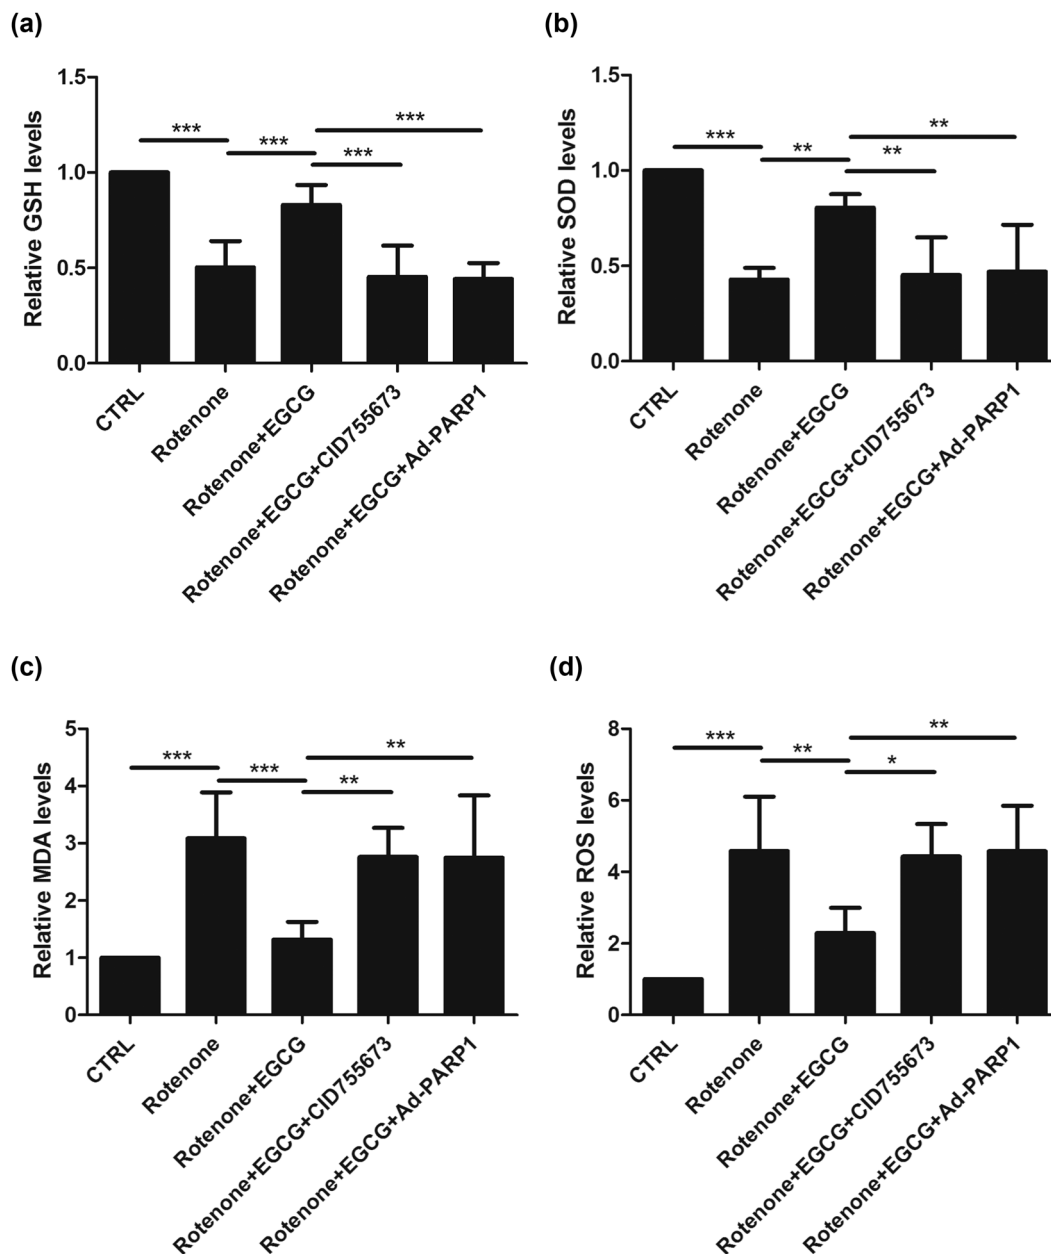 (a)
Relative GSH levels
1.5
1.0
0.5
0.0
***
***
***
***
CTRL
Rotenone
Rotenone+EGCG
Rotenone+EGCG+CID755673
Rotenone+EGCG+Ad-PARP1
(b)
Relative SOD levels
1.5
1.0
0.5
0.0
***
**
**
**
CTRL
Rotenone
Rotenone+EGCG
Rotenone+EGCG+CID755673
Rotenone+EGCG+Ad-PARP1
(c)
Relative MDA levels
5
4
3
2
1
0
***
***
**
**
CTRL
Rotenone
Rotenone+EGCG
Rotenone+EGCG+CID755673
Rotenone+EGCG+Ad-PARP1
(d)
Relative ROS levels
8
6
4
2
0
***
**
*
**
CTRL
Rotenone
Rotenone+EGCG
Rotenone+EGCG+CID755673
Rotenone+EGCG+Ad-PARP1